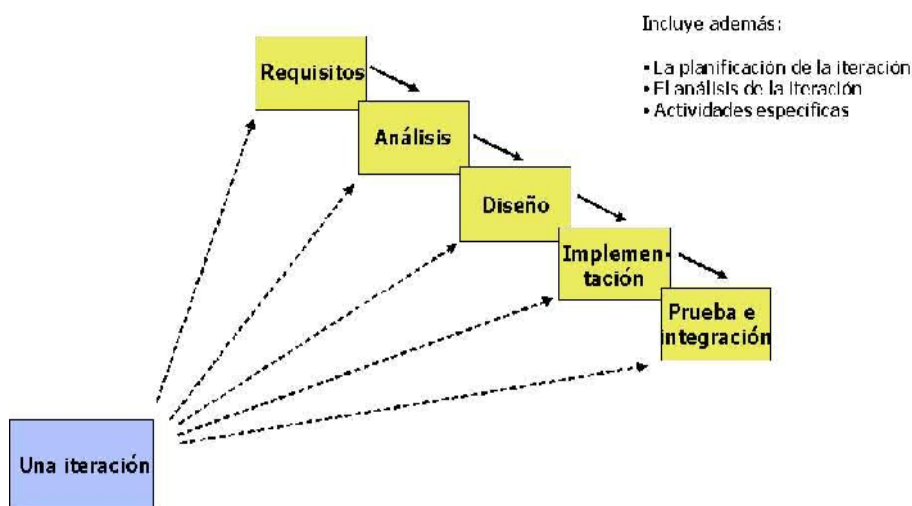 Incluye además:
• La planificación de la iteración
• El análisis de la iteración
• Actividades específicas
Requisitos
Análisis
Diseño
Implemen-
tación
Prueba e
integración
Una iteración